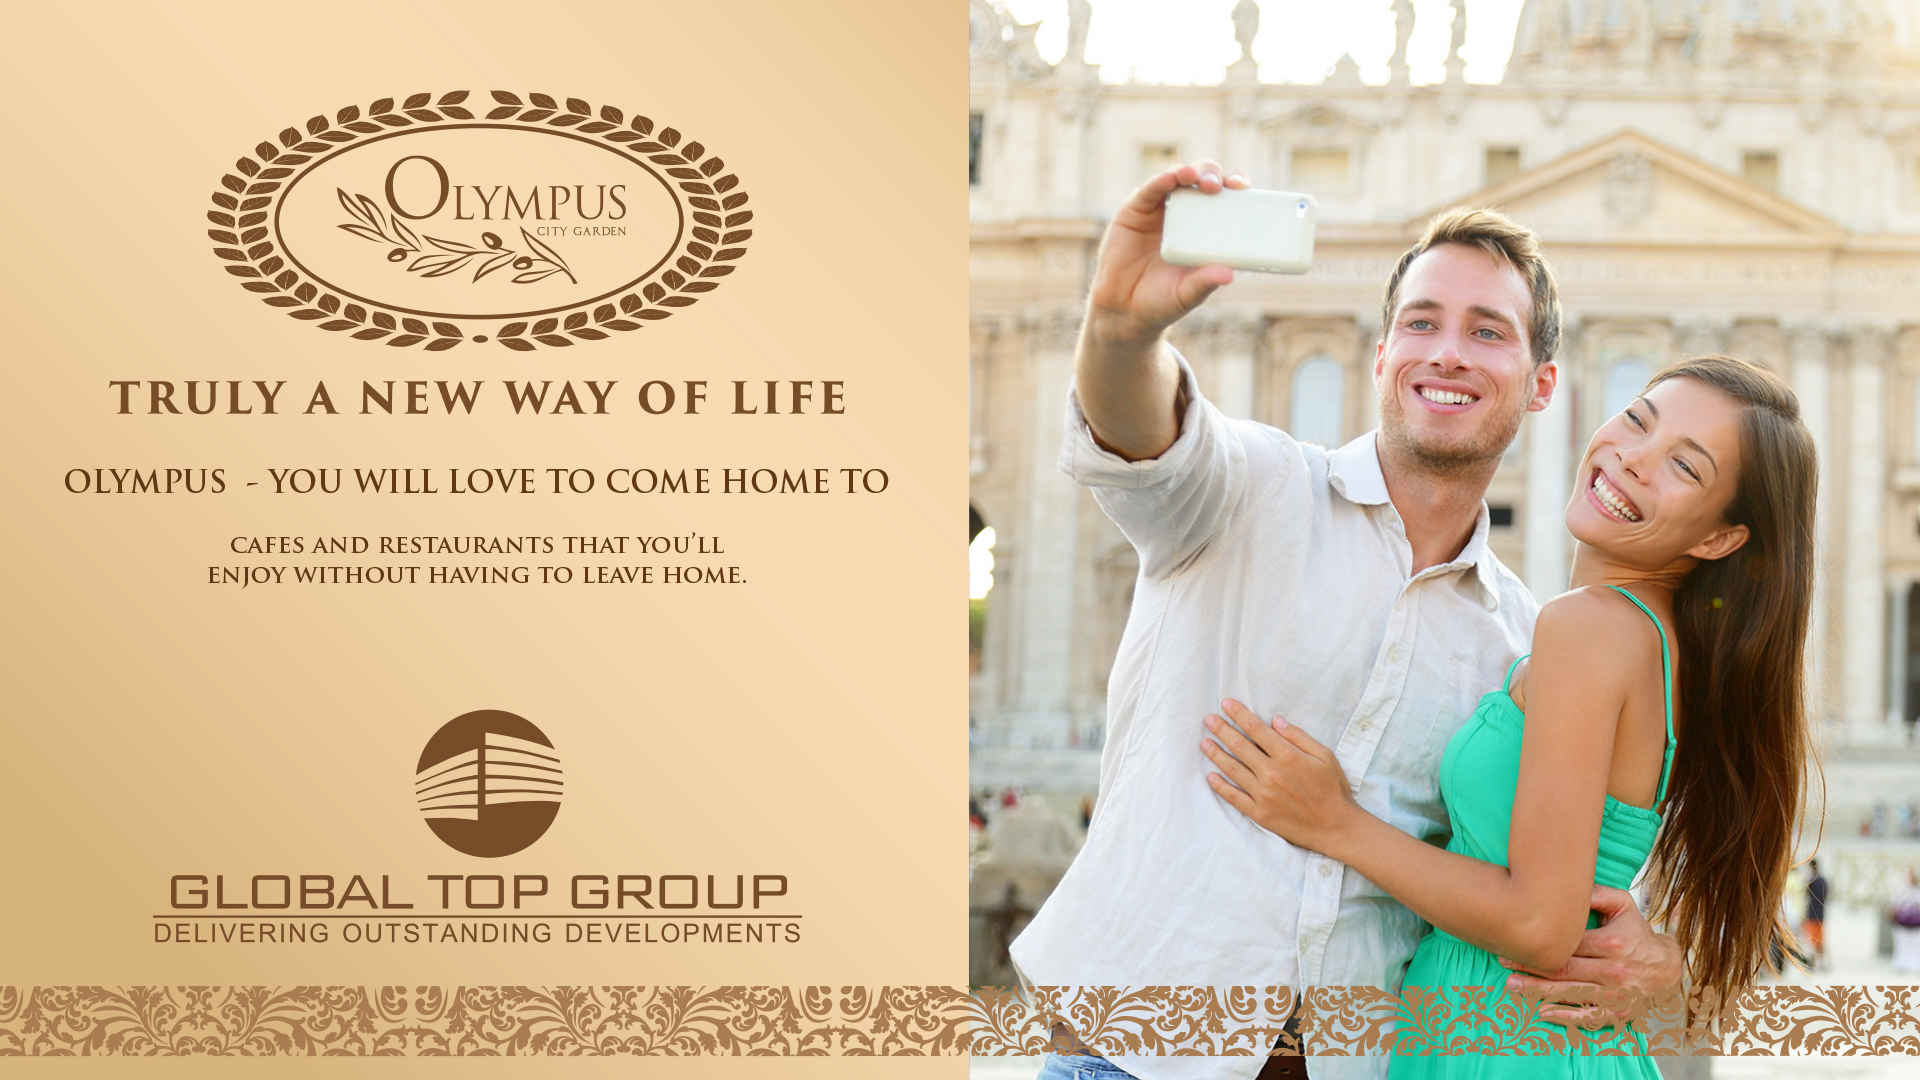 OLYMPUS
CITY GARDEN
TRULY A NEW WAY OF LIFE
OLYMPUS - YOU WILL LOVE TO COME HOME TO
CAFES AND RESTAURANTS THAT YOU'LL
ENJOY WITHOUT HAVING TO LEAVE HOME.
GLOBAL TOP GROUP
DELIVERING OUTSTANDING DEVELOPMENTS